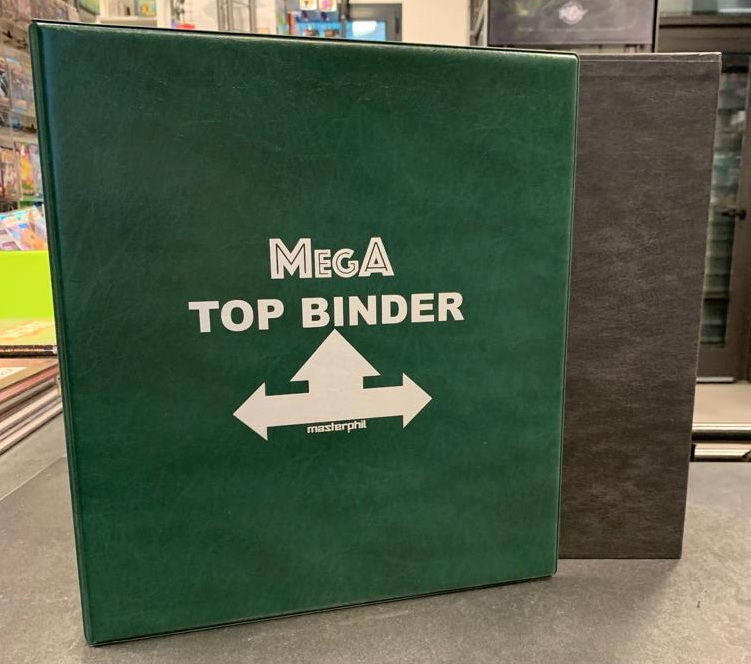 MEGA
TOP BINDER
masterphil